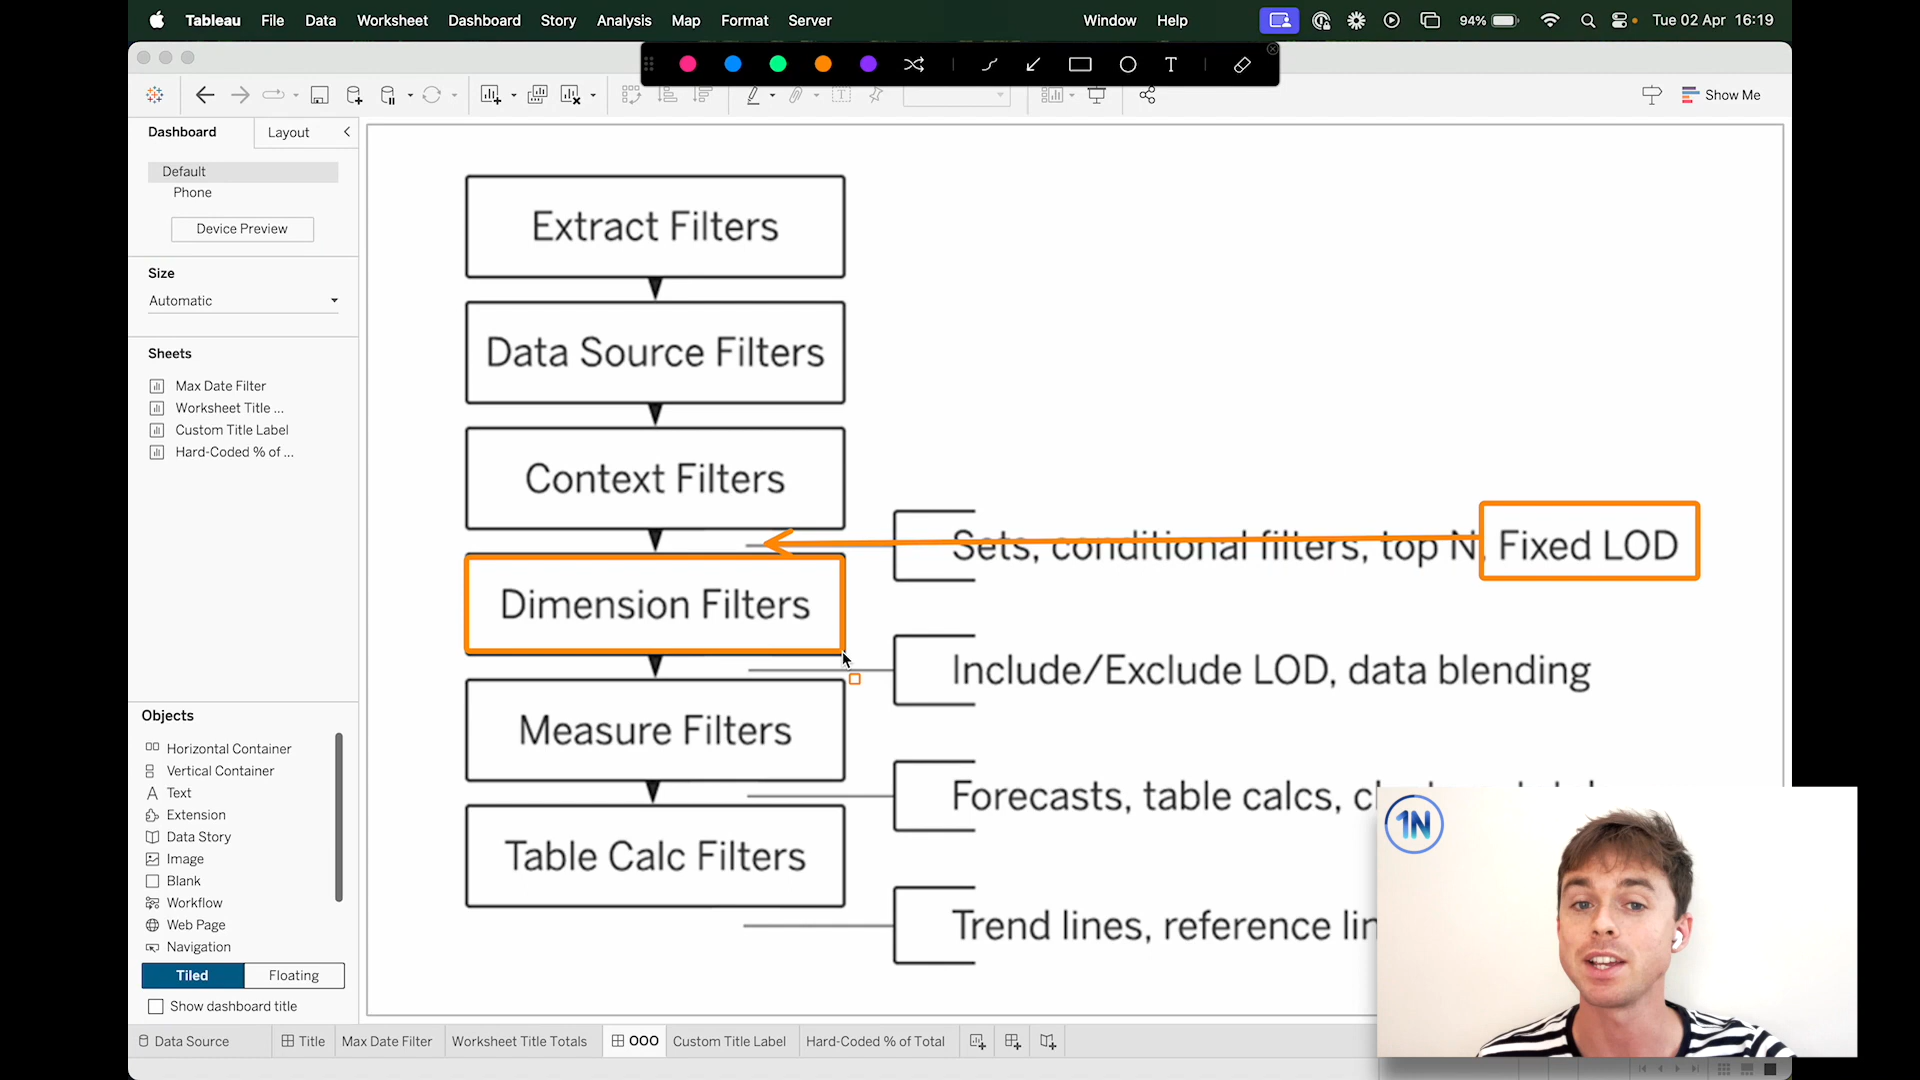 Tableau File Data Worksheet Dashboard Story Analysis Map Format Server Window Help 94% Tue 02 Apr 16:19
T
Show Me
Dashboard Layout
Default
Phone
Device Preview
Size
Automatic
Sheets
Max Date Filter
Worksheet Title ...
Custom Title Label
Hard-Coded % of ...
Objects
Horizontal Container
Vertical Container
Text
Extension
Data Story
Image
Blank
Workflow
Web Page
Navigation
Tiled Floating
Show dashboard title
Extract Filters
Data Source Filters
Context Filters
Sets, conditional filters, top N, Fixed LOD
Dimension Filters
Include/Exclude LOD, data blending
Measure Filters
Forecasts, table calcs,
Table Calc Filters
Trend lines, reference
1N
Data Source Title Max Date Filter Worksheet Title Totals OOO Custom Title Label Hard-Coded % of Total